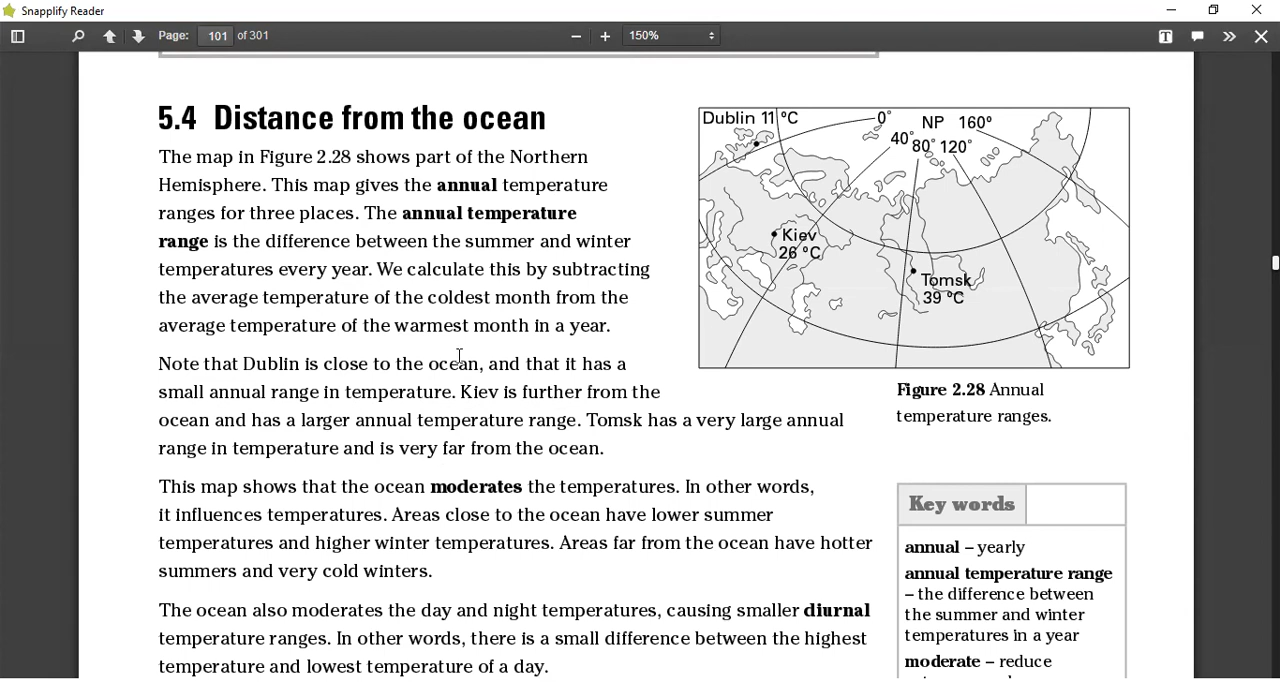 Snapplify Reader
Page: 101 of 301
150%
5.4 Distance from the ocean
The map in Figure 2.28 shows part of the Northern
Hemisphere. This map gives the annual temperature
ranges for three places. The annual temperature
range is the difference between the summer and winter
temperatures every year. We calculate this by subtracting
the average temperature of the coldest month from the
average temperature of the warmest month in a year.
Note that Dublin is close to the ocean, and that it has a
small annual range in temperature. Kiev is further from the
ocean and has a larger annual temperature range. Tomsk has a very large annual
range in temperature and is very far from the ocean.
This map shows that the ocean moderates the temperatures. In other words,
it influences temperatures. Areas close to the ocean have lower summer
temperatures and higher winter temperatures. Areas far from the ocean have hotter
summers and very cold winters.
The ocean also moderates the day and night temperatures, causing smaller diurnal
temperature ranges. In other words, there is a small difference between the highest
temperature and lowest temperature of a day.
Dublin 11 °C
0°
NP
160°
40°
80°
120°
Kiev
26 °C
Tomsk
39 °C
Figure 2.28 Annual
temperature ranges.
Key words
annual – yearly
annual temperature range
– the difference between
the summer and winter
temperatures in a year
moderate – reduce